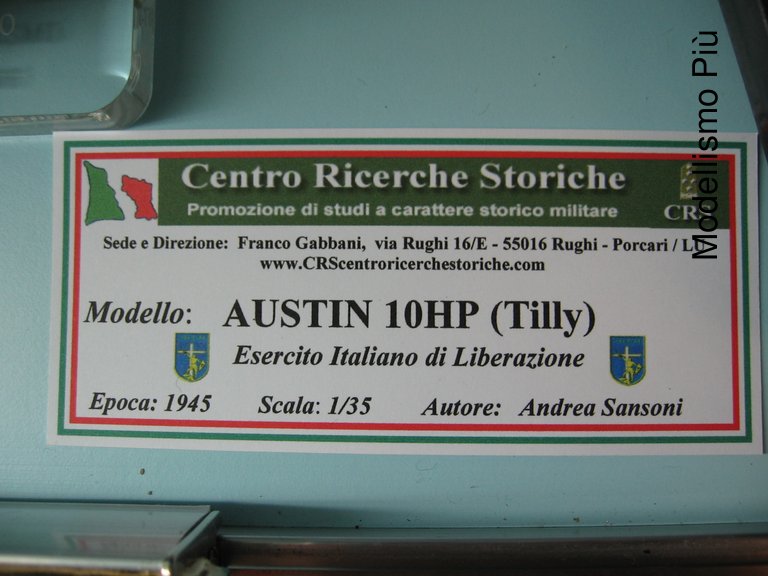 Centro Ricerche Storiche
Promozione di studi a carattere storico militare
Sede e Direzione: Franco Gabbani, via Rughi 16/E - 55016 Rughi - Porcari /
www.CRScentroricerchestoriche.com
Modello: AUSTIN 10HP (Tilly)
Esercito Italiano di Liberazione
Epoca: 1945 Scala: 1/35 Autore: Andrea Sansoni
Modellismo Più